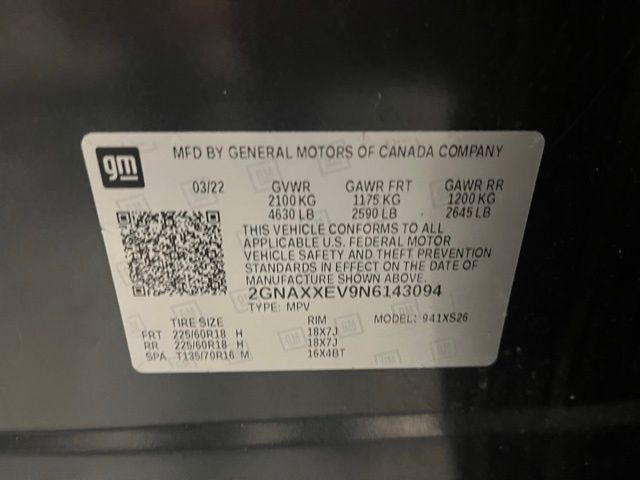 gm MFD BY GENERAL MOTORS OF CANADA COMPANY
03/22 GVWR GAWR FRT GAWR RR
2100 KG 1175 KG 1200 KG
4630 LB 2590 LB 2645 LB
THIS VEHICLE CONFORMS TO ALL
APPLICABLE U.S. FEDERAL MOTOR
VEHICLE SAFETY AND THEFT PREVENTION
STANDARDS IN EFFECT ON THE DATE OF
MANUFACTURE SHOWN ABOVE.
2GNAXXEV9N6143094
TYPE: MPV MODEL: 941XS26
TIRE SIZE RIM
FRT 225/60R18 H 18X7J
RR 225/60R18 H 18X7J
SPA T135/70R16 M 16X4BT